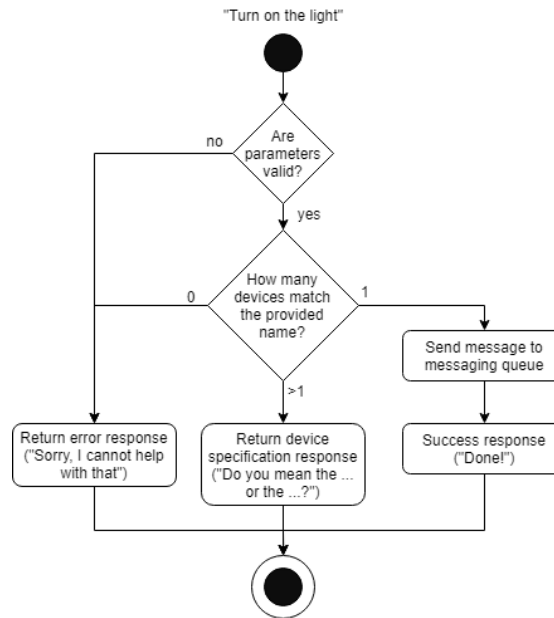 "Turn on the light"
Are
parameters
valid?
no
yes
How many
devices match
the provided
name?
0
1
>1
Send message to
messaging queue
Return error response
("Sorry, I cannot help
with that")
Return device
specification response
("Do you mean the ...
or the ...?")
Success response
("Done!")